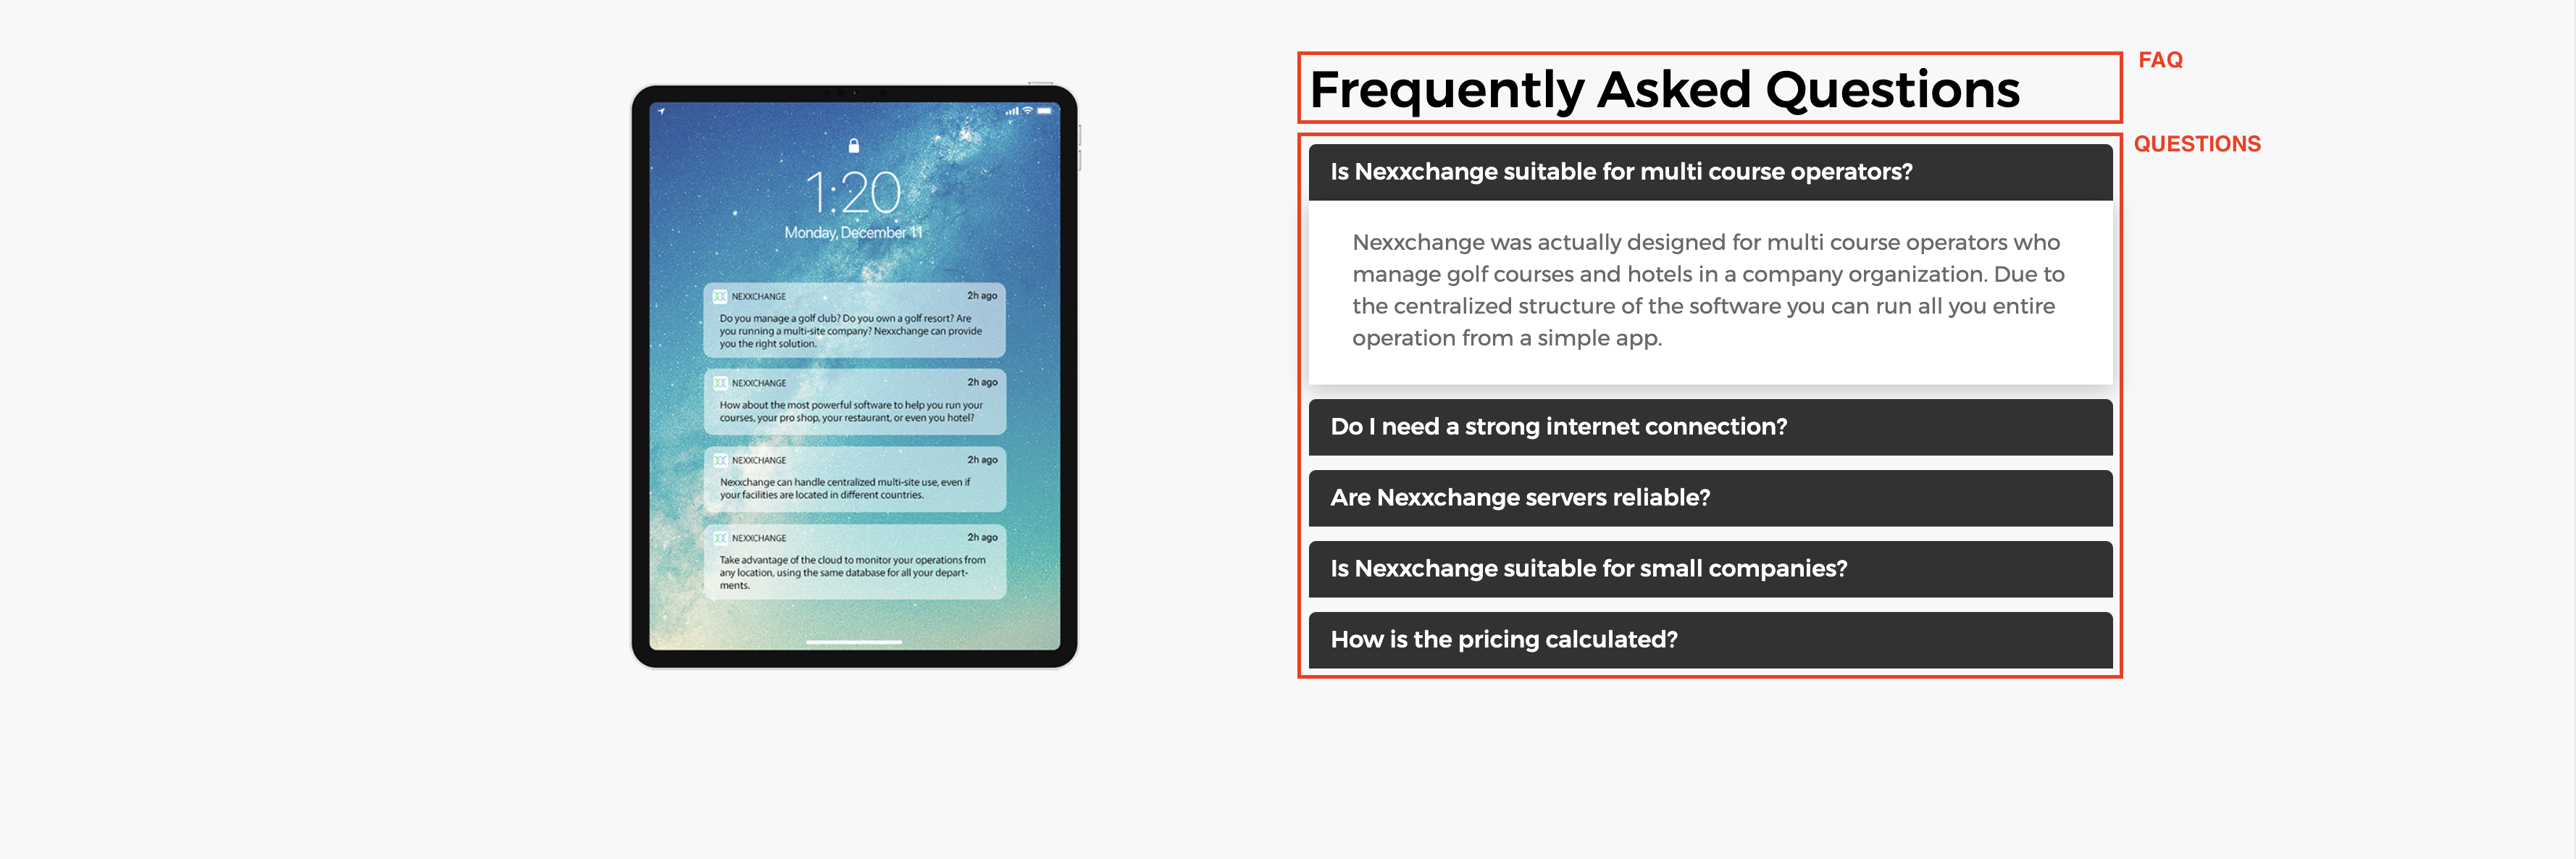 1:20
Monday, December 11
NEXXCHANGE 2h ago
Do you manage a golf club? Do you own a golf resort? Are
you running a multi-site company? Nexxchange can provide
you the right solution.
NEXXCHANGE 2h ago
How about the most powerful software to help you run your
courses, your pro shop, your restaurant, or even you hotel?
NEXXCHANGE 2h ago
Nexxchange can handle centralized multi-site use, even if
your facilities are located in different countries.
NEXXCHANGE 2h ago
Take advantage of the cloud to monitor your operations from
any location, using the same database for all your depart-
ments.
Frequently Asked Questions
FAQ
QUESTIONS
Is Nexxchange suitable for multi course operators?
Nexxchange was actually designed for multi course operators who
manage golf courses and hotels in a company organization. Due to
the centralized structure of the software you can run all you entire
operation from a simple app.
Do I need a strong internet connection?
Are Nexxchange servers reliable?
Is Nexxchange suitable for small companies?
How is the pricing calculated?